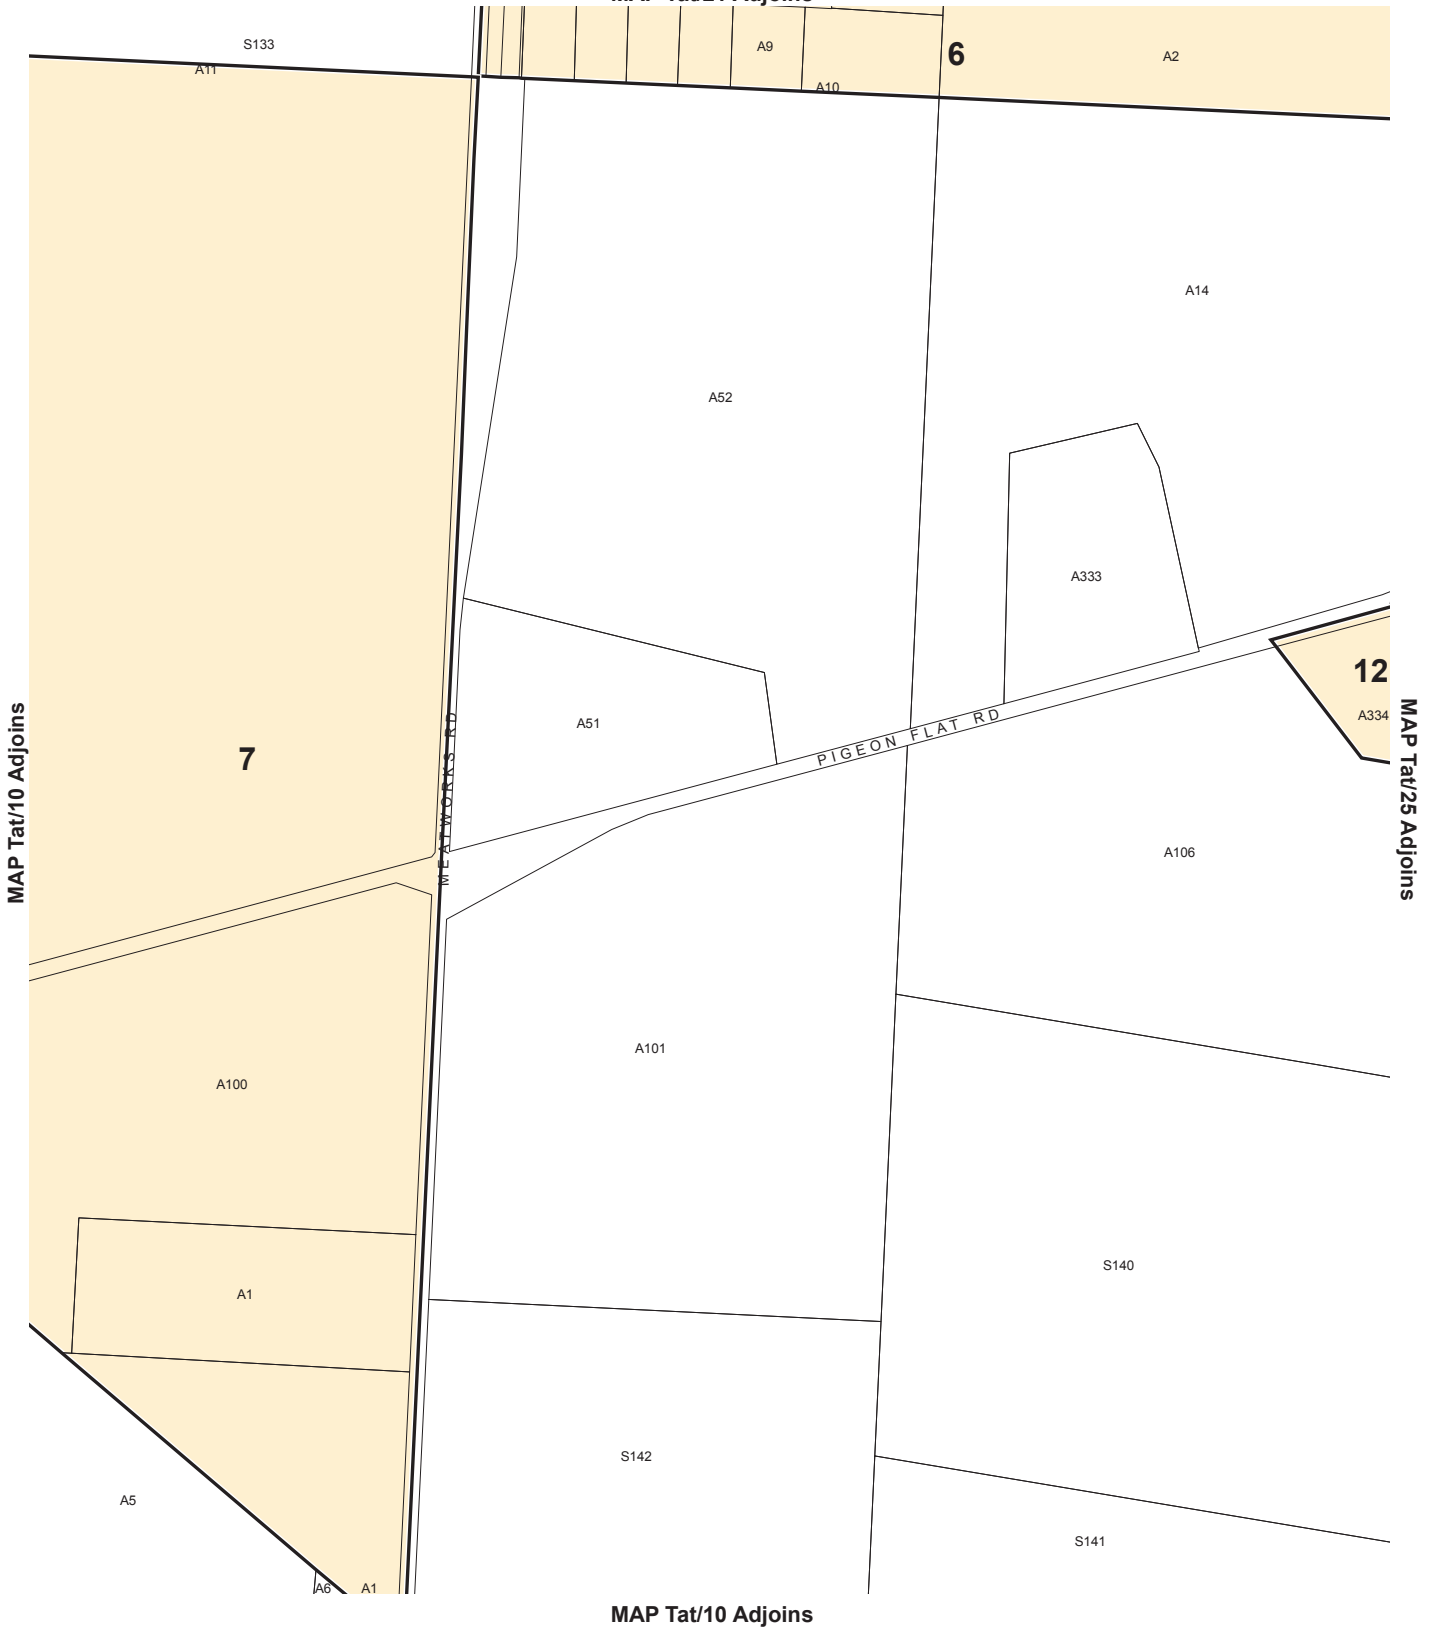 S133
A11
A9
6
A2
A10
A14
A52
A333
12
A334
A51
PIGEON FLAT RD
MEATWORKS RD
7
MAP Tat/10 Adjoins
MAP Tat/25 Adjoins
A106
A101
A100
A1
S140
S142
A5
S141
A6
A1
MAP Tat/10 Adjoins